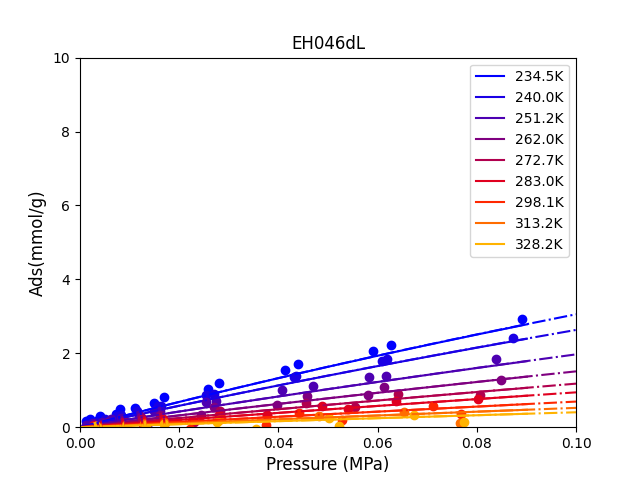 EH046dL
Ads(mmol/g)
10
8
6
4
2
0
0.00 0.02 0.04 0.06 0.08 0.10
Pressure (MPa)
234.5K
240.0K
251.2K
262.0K
272.7K
283.0K
298.1K
313.2K
328.2K